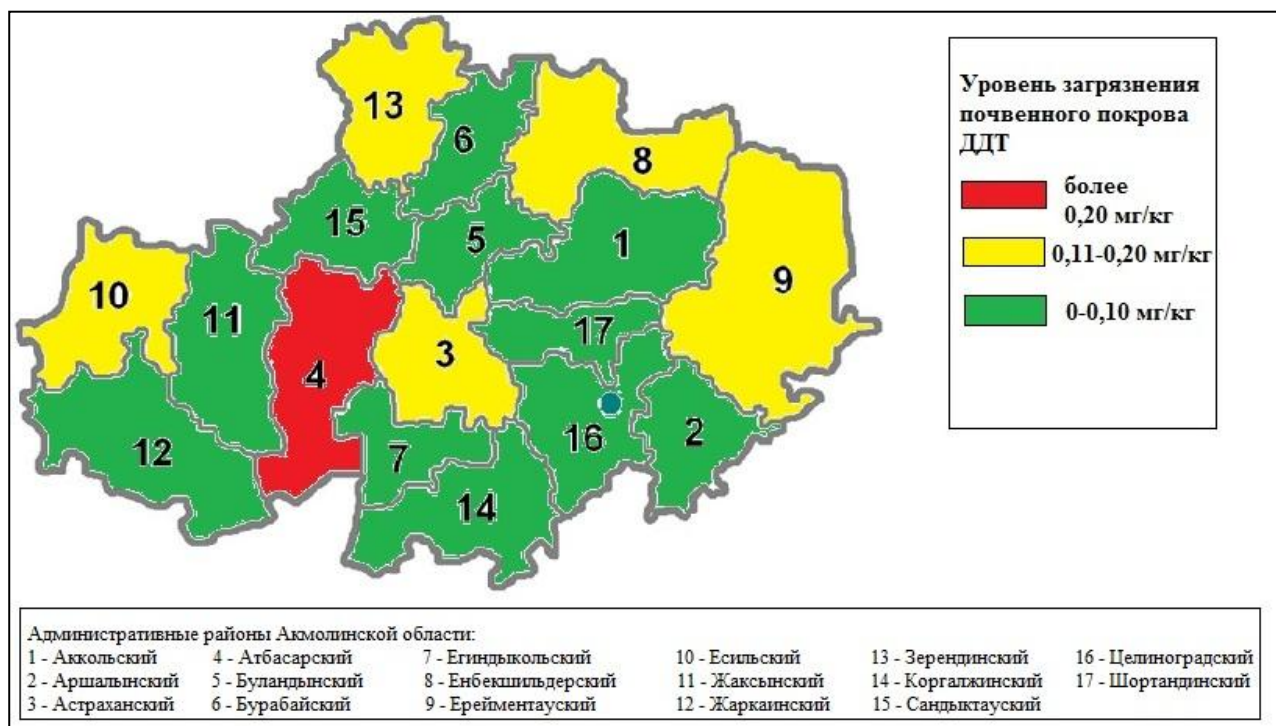 13
6
8
15
5
1
9
10
11
17
3
4
16
2
12
7
14
Уровень загрязнения
почвенного покрова
ДДТ
более
0,20 мг/кг
0,11-0,20 мг/кг
0-0,10 мг/кг
Административные районы Акмолинской области:
1 - Аккольский 4 - Атбасарский 7 - Егиндыкольский 10 - Есильский 13 - Зерендинский 16 - Целиноградский
2 - Аршалынский 5 - Буландынский 8 - Енбекшильдерский 11 - Жаксынский 14 - Коргалжинский 17 - Шортандинский
3 - Астраханский 6 - Бурабайский 9 - Ерейментауский 12 - Жаркаинский 15 - Сандыктауский